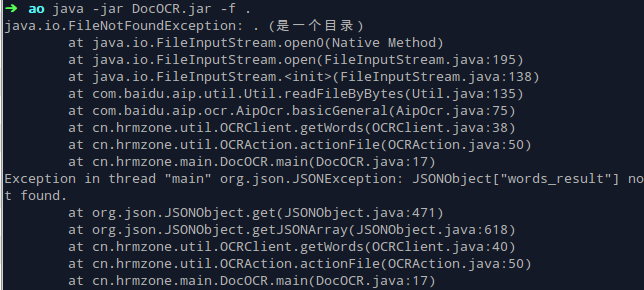 ➜ ao java -jar DocOCR.jar -f .
java.io.FileNotFoundException: . (是一个目录)
        at java.io.FileInputStream.open0(Native Method)
        at java.io.FileInputStream.open(FileInputStream.java:195)
        at java.io.FileInputStream.<init>(FileInputStream.java:138)
        at com.baidu.aip.util.Util.readFileByBytes(Util.java:135)
        at com.baidu.aip.ocr.AipOcr.basicGeneral(AipOcr.java:75)
        at cn.hrmzone.util.OCRClient.getWords(OCRClient.java:38)
        at cn.hrmzone.util.OCRAction.actionFile(OCRAction.java:50)
        at cn.hrmzone.main.DocOCR.main(DocOCR.java:17)
Exception in thread "main" org.json.JSONException: JSONObject["words_result"] no
t found.
        at org.json.JSONObject.get(JSONObject.java:471)
        at org.json.JSONObject.getJSONArray(JSONObject.java:618)
        at cn.hrmzone.util.OCRClient.getWords(OCRClient.java:40)
        at cn.hrmzone.util.OCRAction.actionFile(OCRAction.java:50)
        at cn.hrmzone.main.DocOCR.main(DocOCR.java:17)